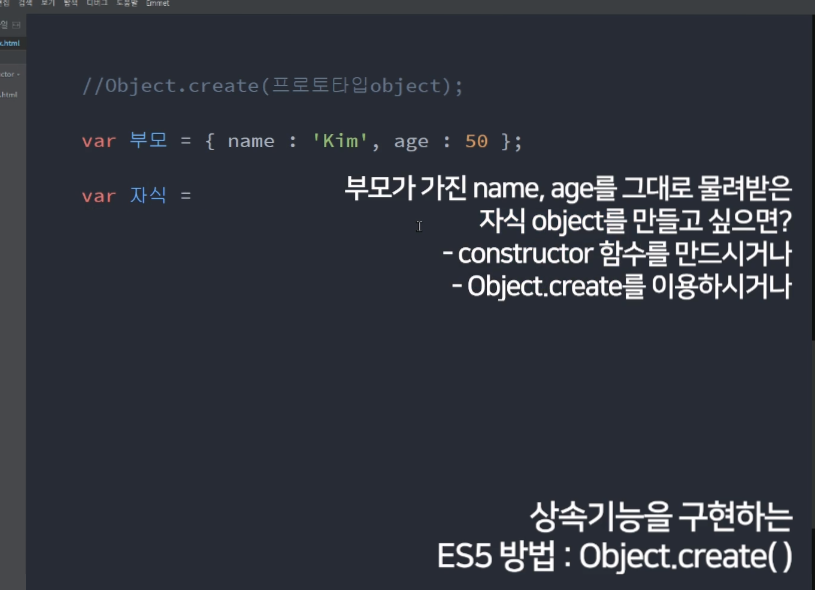 검색 보기 탐색 디버그 도움말 Emmet
.html
ctor
.html
//Object.create(프로토타입object);
var 부모 = { name : 'Kim', age : 50 };
var 자식 =
부모가 가진 name, age를 그대로 물려받은
자식 object를 만들고 싶으면?
- constructor 함수를 만드시거나
- Object.create를 이용하시거나
상속기능을 구현하는
ES5 방법 : Object.create()